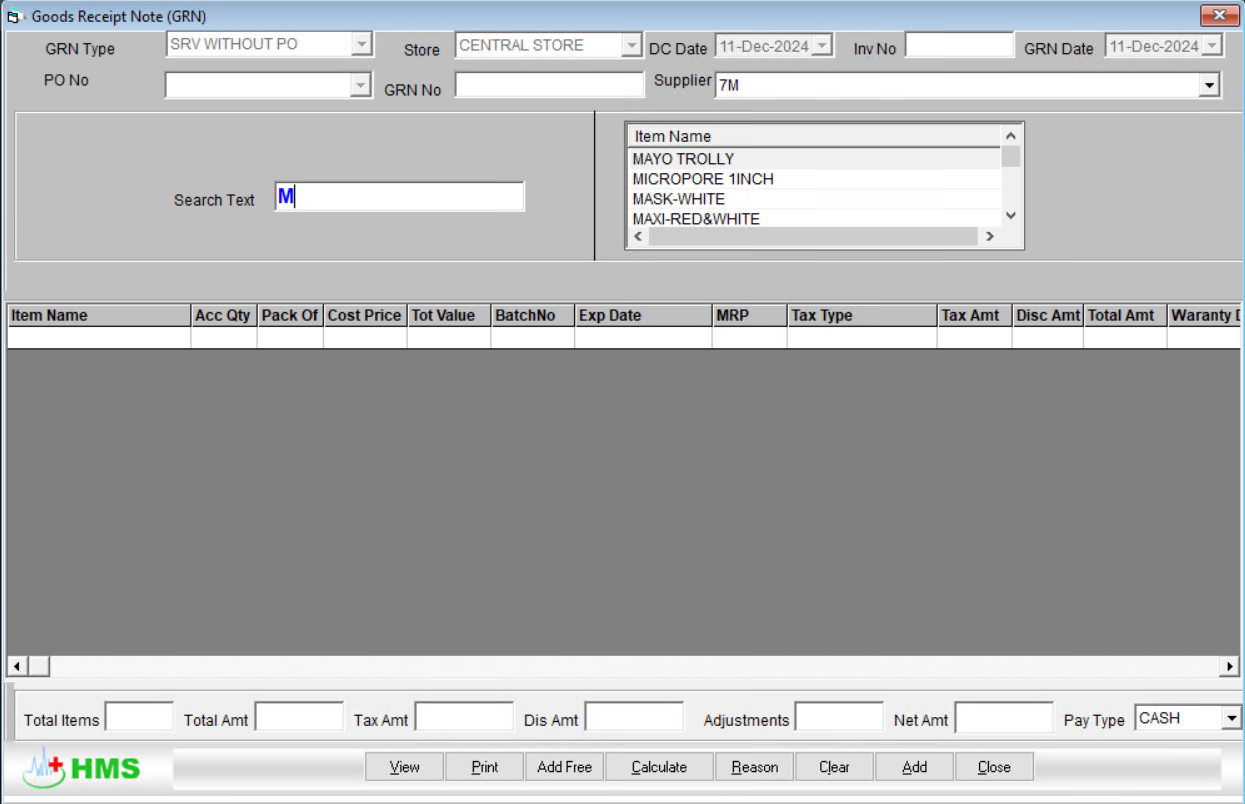 Goods Receipt Note (GRN)
GRN Type SRV WITHOUT PO Store CENTRAL STORE DC Date 11-Dec-2024 Inv No GRN Date 11-Dec-2024
PO No GRN No Supplier 7M
Item Name
MAYO TROLLY
MICROPORE 1INCH
MASK-WHITE
MAXI-RED&WHITE
Search Text M
Item Name Acc Qty Pack Of Cost Price Tot Value BatchNo Exp Date MRP Tax Type Tax Amt Disc Amt Total Amt Waranty D
Total Items Total Amt Tax Amt Dis Amt Adjustments Net Amt Pay Type CASH
HMS View Print Add Free Calculate Reason Clear Add Close